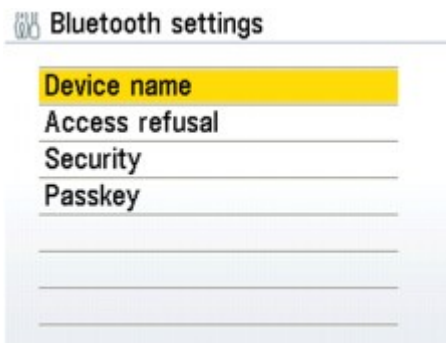 Bluetooth settings
Device name
Access refusal
Security
Passkey